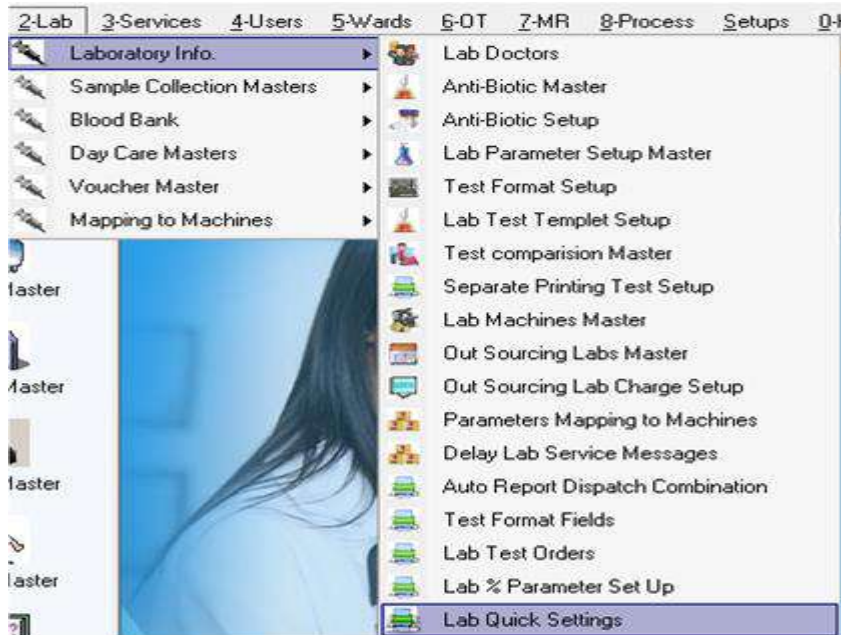 2-Lab 3-Services 4-Users 5-Wards 6-OT 7-MR 8-Process Setups
Laboratory Info.
Sample Collection Masters
Blood Bank
Day Care Masters
Voucher Master
Mapping to Machines
Lab Doctors
Anti-Biotic Master
Anti-Biotic Setup
Lab Parameter Setup Master
Test Format Setup
Lab Test Templet Setup
Test comparision Master
Separate Printing Test Setup
Lab Machines Master
Out Sourcing Labs Master
Out Sourcing Lab Charge Setup
Parameters Mapping to Machines
Delay Lab Service Messages
Auto Report Dispatch Combination
Test Format Fields
Lab Test Orders
Lab % Parameter Set Up
Lab Quick Settings